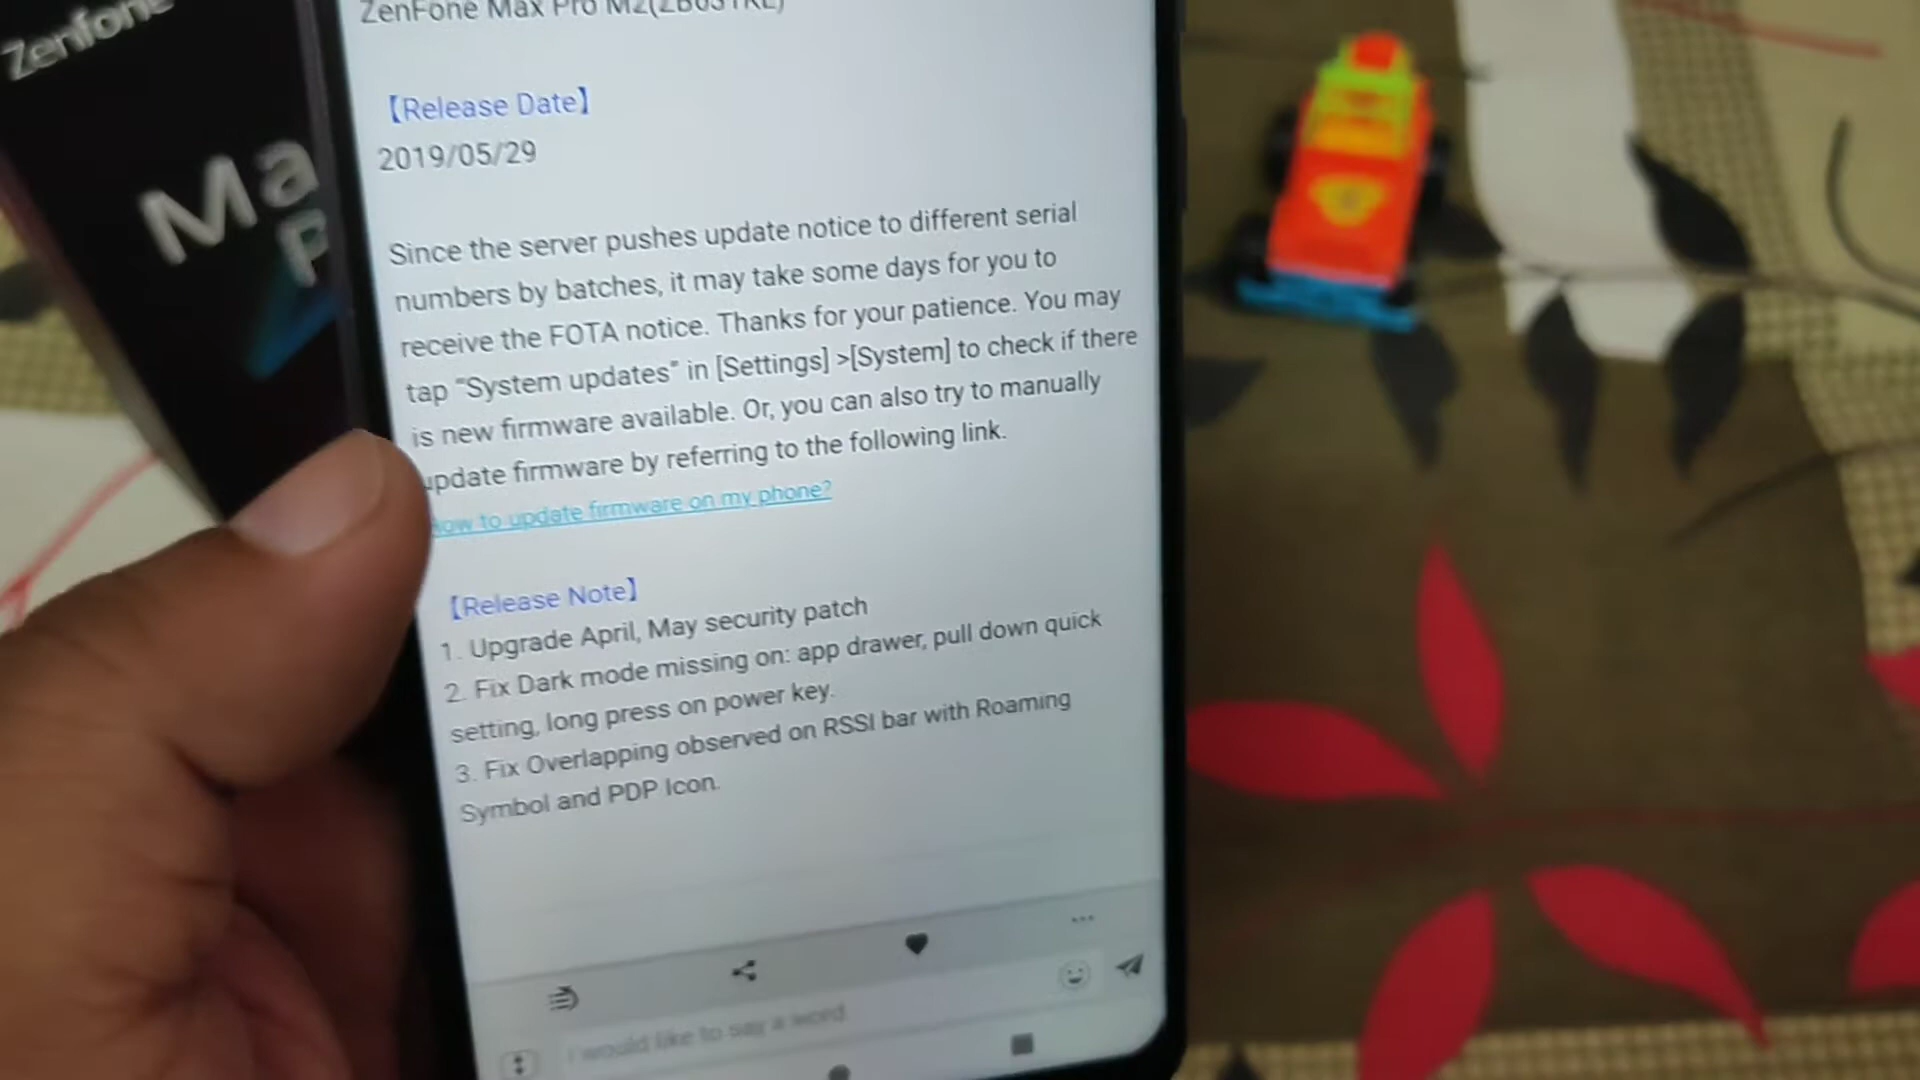 Zenfone
Ma
P
ZenFone Max Pro M2(ZB631KL)
【Release Date】
2019/05/29
Since the server pushes update notice to different serial
numbers by batches, it may take some days for you to
receive the FOTA notice. Thanks for your patience. You may
tap “System updates” in [Settings] >[System] to check if there
is new firmware available. Or, you can also try to manually
update firmware by referring to the following link.
How to update firmware on my phone?
【Release Note】
1. Upgrade April, May security patch
2. Fix Dark mode missing on: app drawer, pull down quick
setting, long press on power key.
3. Fix Overlapping observed on RSSI bar with Roaming
Symbol and PDP Icon.
I would like to say a word